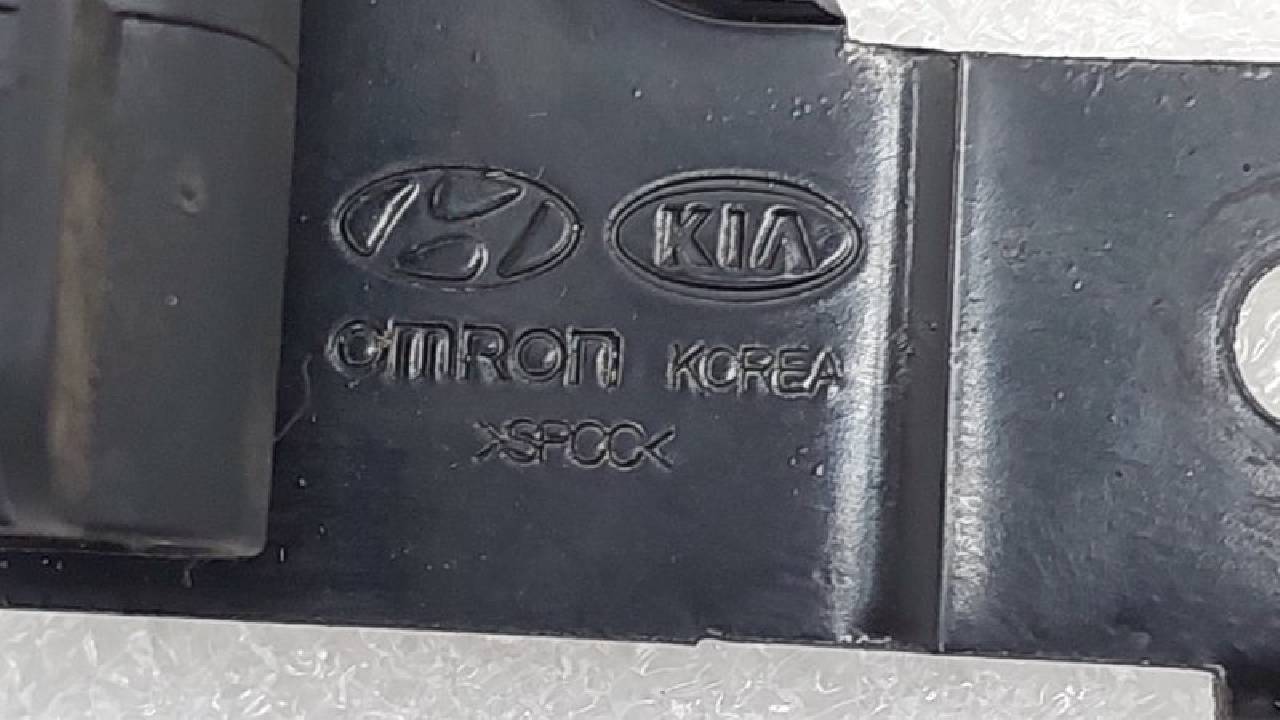 KIA
OMRON KOREA
>SPCC<